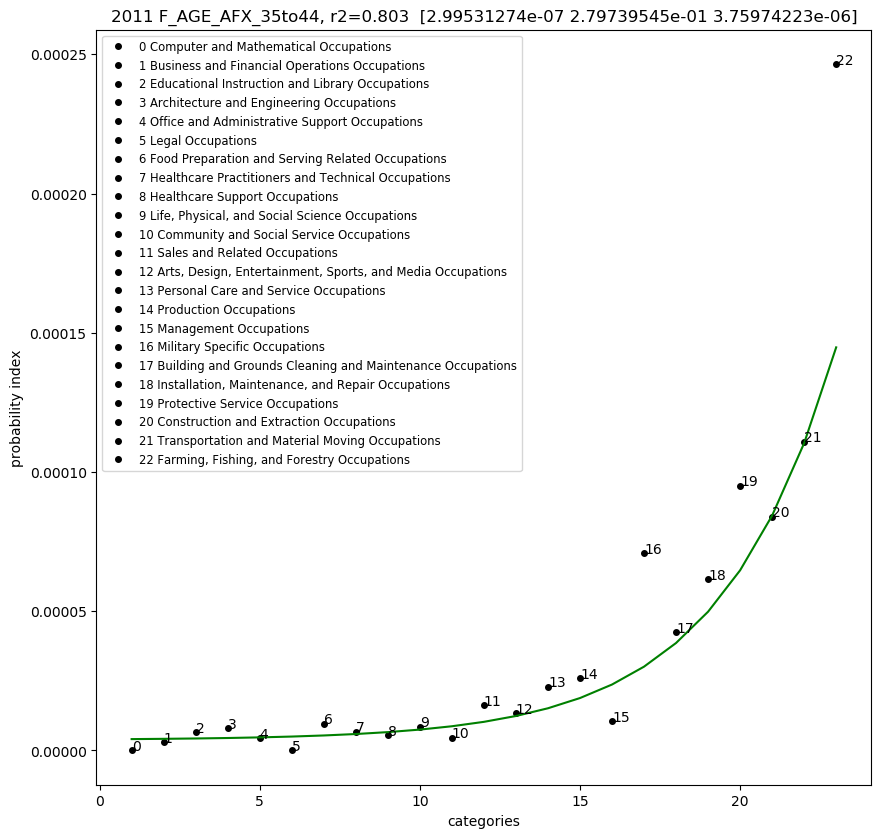 2011 F_AGE_AFX_35to44, r2=0.803 [2.99531274e-07 2.79739545e-01 3.75974223e-06]
0 Computer and Mathematical Occupations
1 Business and Financial Operations Occupations
2 Educational Instruction and Library Occupations
3 Architecture and Engineering Occupations
4 Office and Administrative Support Occupations
5 Legal Occupations
6 Food Preparation and Serving Related Occupations
7 Healthcare Practitioners and Technical Occupations
8 Healthcare Support Occupations
9 Life, Physical, and Social Science Occupations
10 Community and Social Service Occupations
11 Sales and Related Occupations
12 Arts, Design, Entertainment, Sports, and Media Occupations
13 Personal Care and Service Occupations
14 Production Occupations
15 Management Occupations
16 Military Specific Occupations
17 Building and Grounds Cleaning and Maintenance Occupations
18 Installation, Maintenance, and Repair Occupations
19 Protective Service Occupations
20 Construction and Extraction Occupations
21 Transportation and Material Moving Occupations
22 Farming, Fishing, and Forestry Occupations
probability index
0.00025
0.00020
0.00015
0.00010
0.00005
0.00000
0
1
2
3
4
5
6
7
8
9
10
11
12
13
14
15
16
17
18
19
20
21
22
0
5
10
15
20
categories